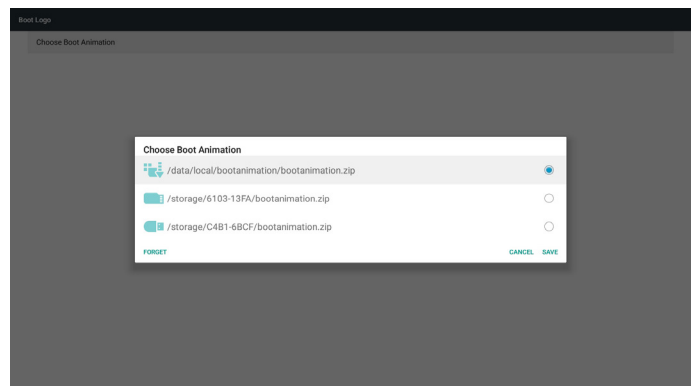 Boot Logo
Choose Boot Animation
Choose Boot Animation
/data/local/bootanimation/bootanimation.zip
/storage/6103-13FA/bootanimation.zip
/storage/C4B1-6BCF/bootanimation.zip
FORGET CANCEL SAVE